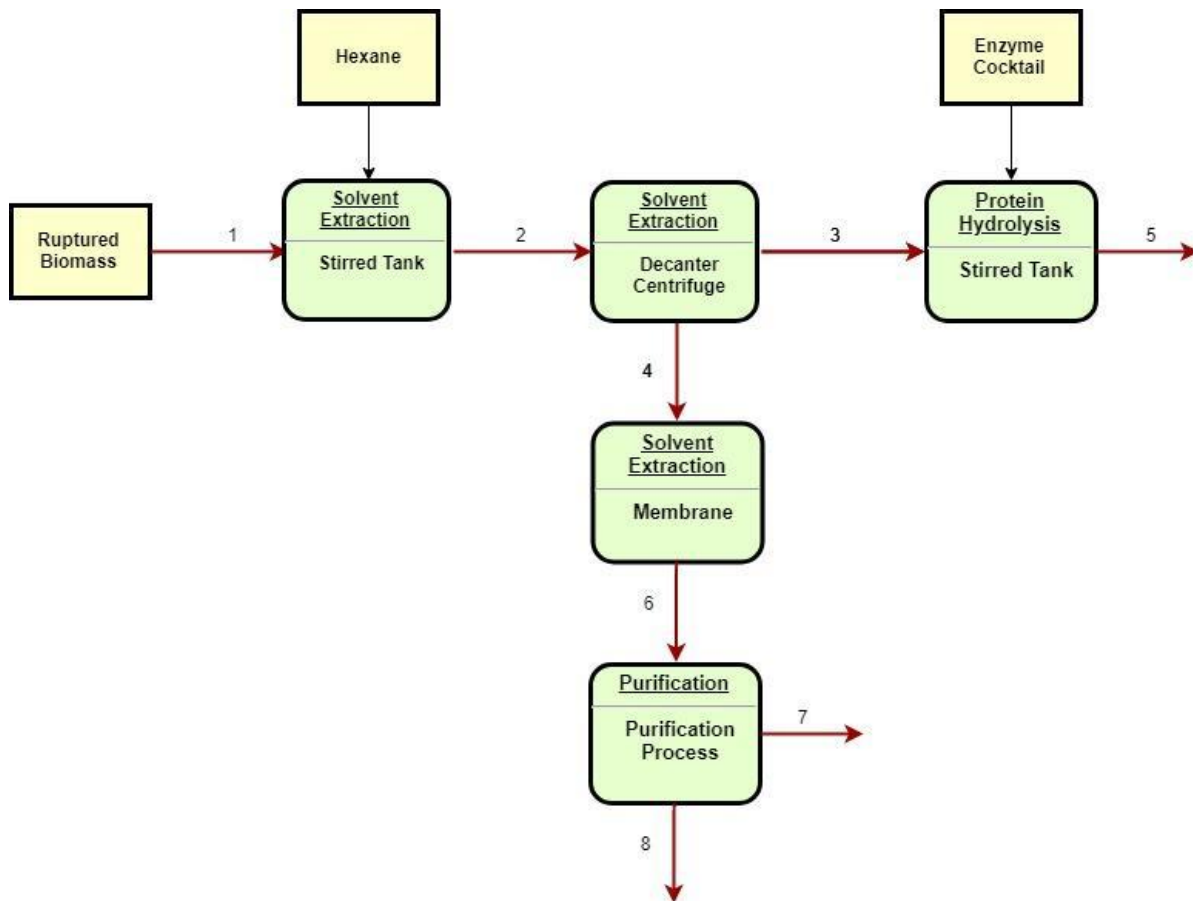 Hexane
Enzyme
Cocktail
Ruptured
Biomass
1
Solvent
Extraction
Stirred Tank
2
Solvent
Extraction
Decanter
Centrifuge
3
Protein
Hydrolysis
Stirred Tank
5
4
Solvent
Extraction
Membrane
6
Purification
Purification
Process
7
8